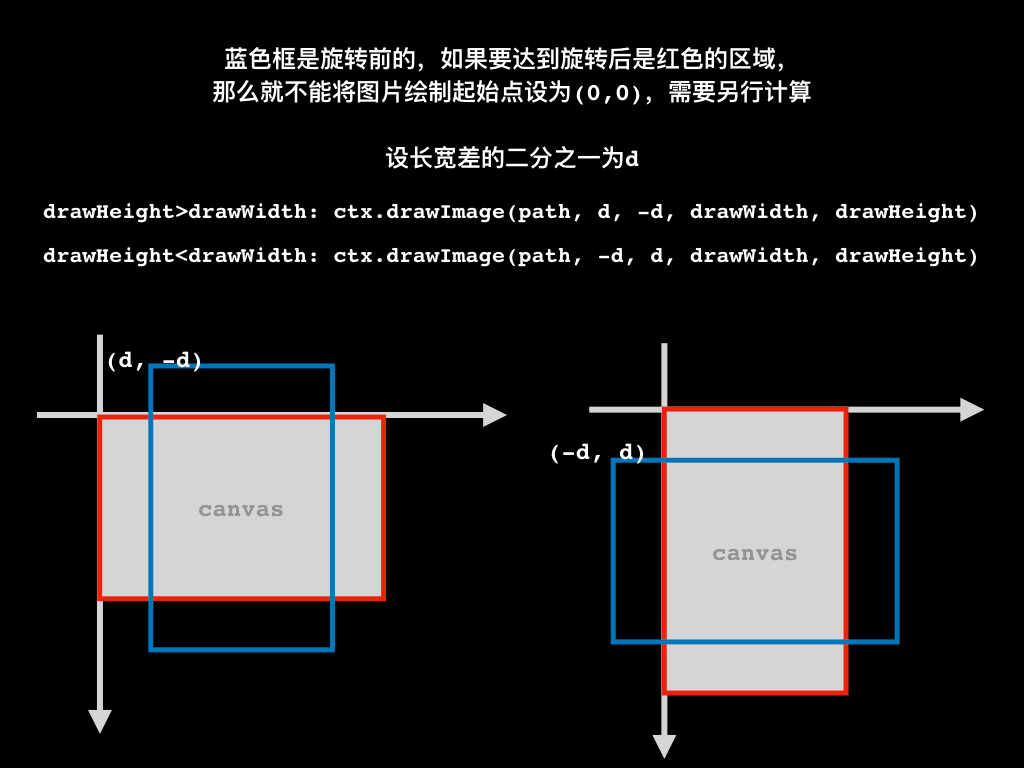 蓝色框是旋转前的，如果要达到旋转后是红色的区域，
那么就不能将图片绘制起始点设为(0,0)，需要另行计算
设长宽差的二分之一为d
drawHeight>drawWidth: ctx.drawImage(path, d, -d, drawWidth, drawHeight)
drawHeight<drawWidth: ctx.drawImage(path, -d, d, drawWidth, drawHeight)
(d, -d)
(-d, d)
canvas
canvas